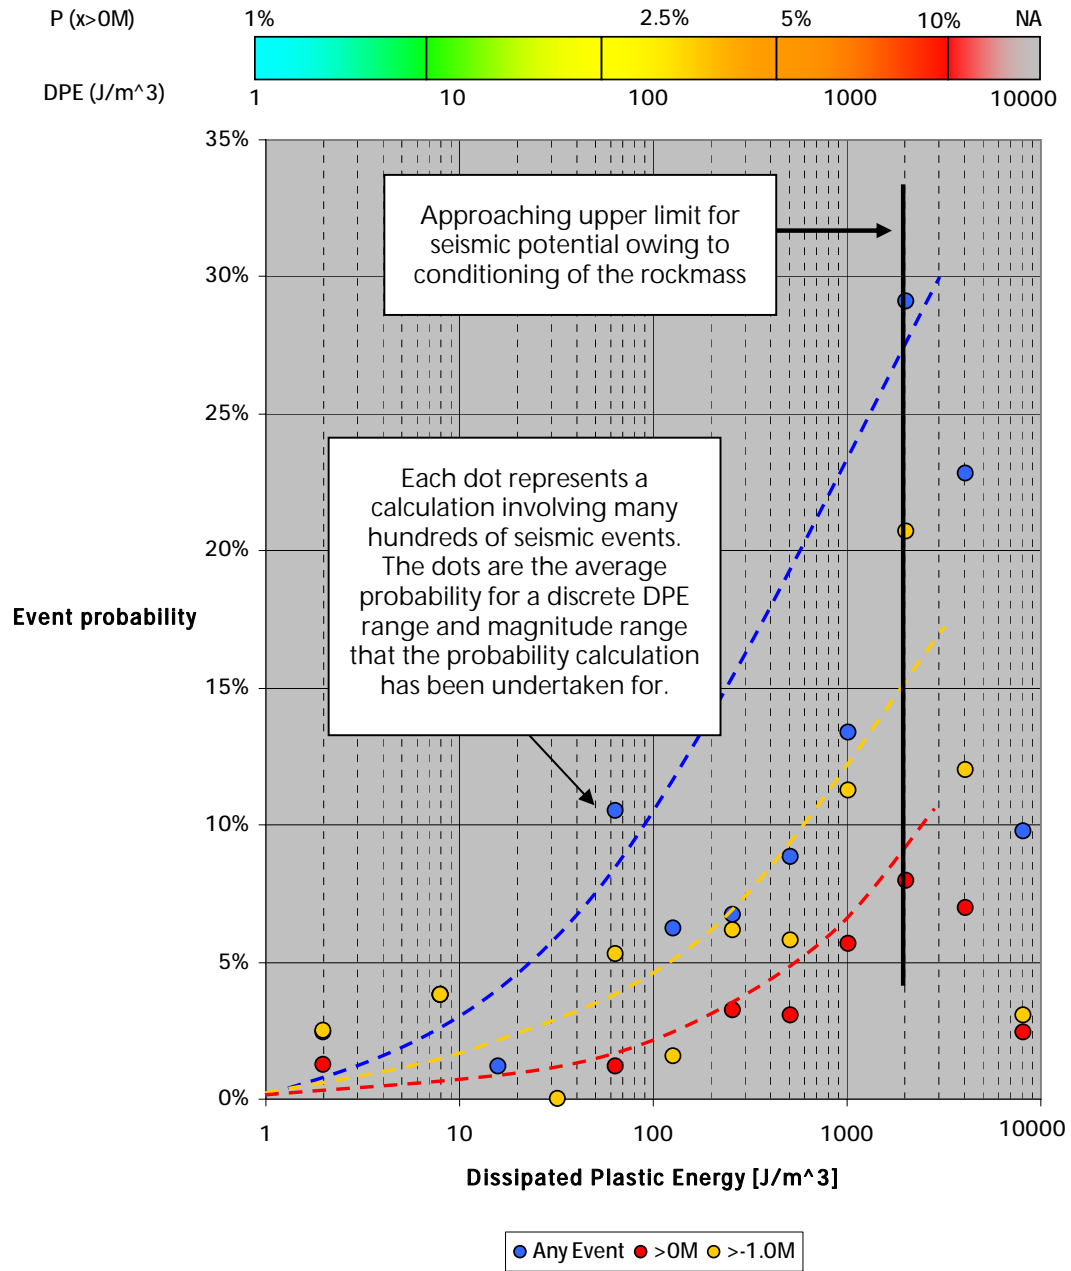 P (x>0M) 1% 2.5% 5% 10% NA
DPE (J/m^3) 1 10 100 1000 10000
35%
Approaching upper limit for
seismic potential owing to
conditioning of the rockmass
30%
25%
Each dot represents a
calculation involving many
hundreds of seismic events.
The dots are the average
probability for a discrete DPE
range and magnitude range
that the probability calculation
has been undertaken for.
20%
Event probability
15%
10%
5%
0%
1 10 100 1000 10000
Dissipated Plastic Energy [J/m^3]
Any Event >0M >-1.0M